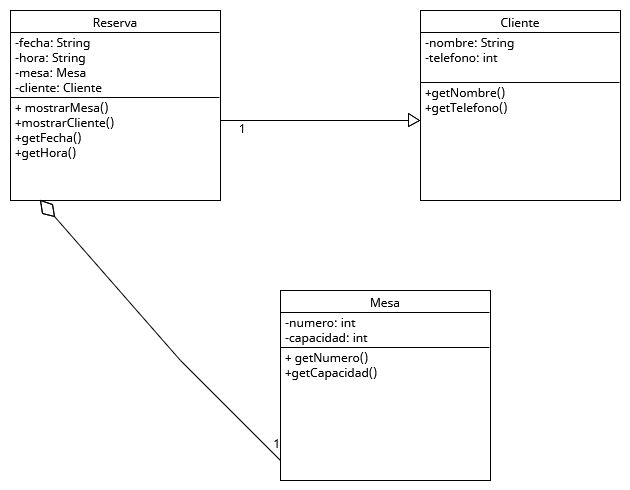 Reserva
-fecha: String
-hora: String
-mesa: Mesa
-cliente: Cliente
+ mostrarMesa()
+mostrarCliente()
+getFecha()
+getHora()
1
Cliente
-nombre: String
-telefono: int
+getNombre()
+getTelefono()
Mesa
-numero: int
-capacidad: int
+ getNumero()
+getCapacidad()
1